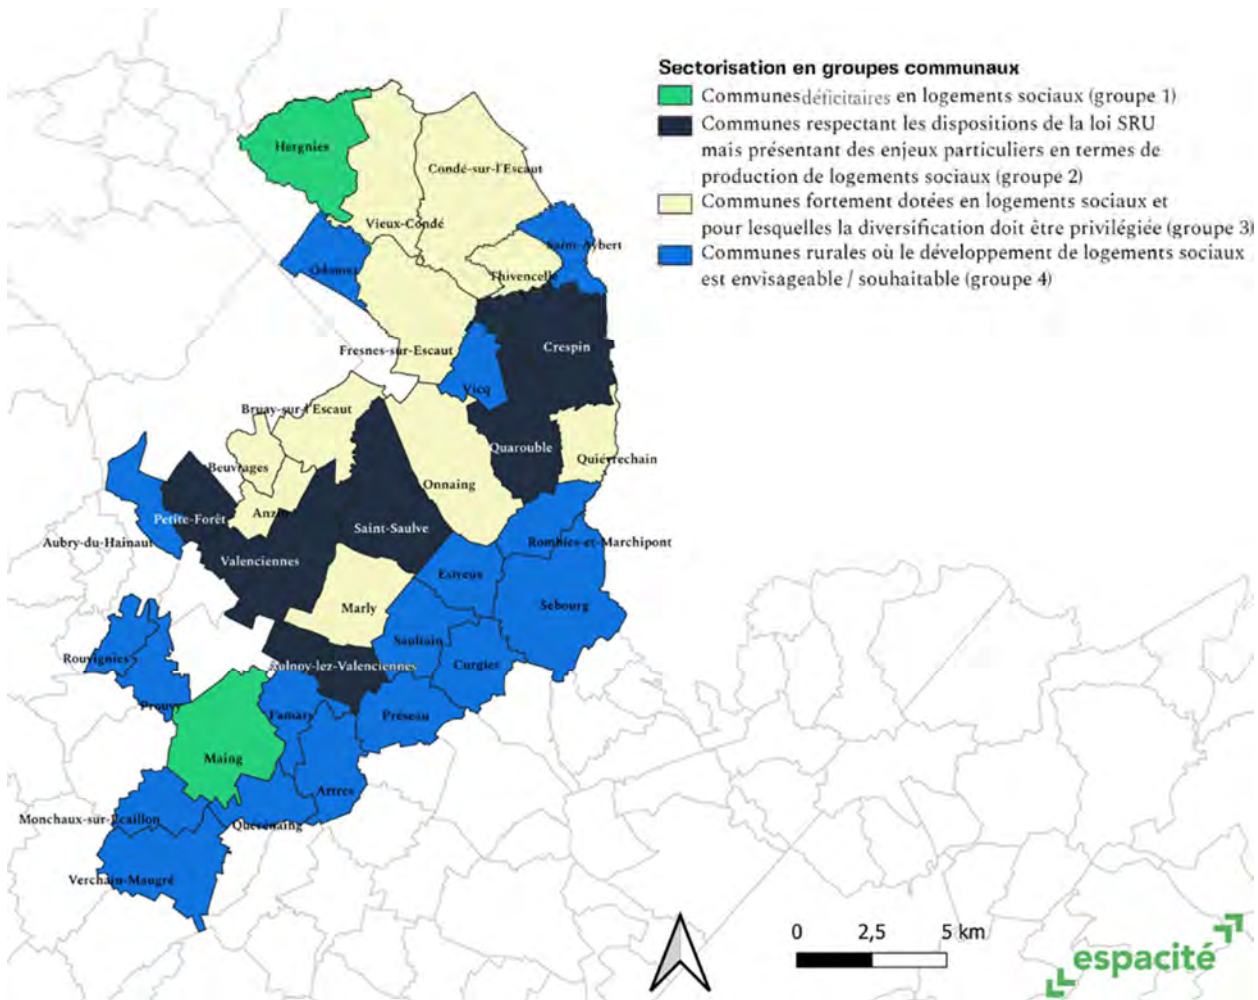 Sectorisation en groupes communaux
Communes déficitaires en logements sociaux (groupe 1)
Communes respectant les dispositions de la loi SRU
mais présentant des enjeux particuliers en termes de
production de logements sociaux (groupe 2)
Communes fortement dotées en logements sociaux et
pour lesquelles la diversification doit être privilégiée (groupe 3)
Communes rurales où le développement de logements sociaux
est envisageable / souhaitable (groupe 4)
Hergnies
Condé-sur-l'Escaut
Vieux-Condé
Saint-Aybert
Odomez
Thivencelle
Fresnes-sur-Escaut
Crespin
Vicq
Bruay-sur-l'Escaut
Quarouble
Quiévrechain
Beuvrages
Onnaing
Anzin
Petite-Forêt
Saint-Saulve
Aubry-du-Hainaut
Rombies-et-Marchipont
Valenciennes
Estreux
Marly
Sebourg
Saultain
Rouvignies
Aulnoy-lez-Valenciennes
Curgies
Prouvy
Famars
Préseau
Maing
Artres
Monchaux-sur-Ecaillon
Quérénaing
Verchain-Maugré
0 2,5 5 km
espacité